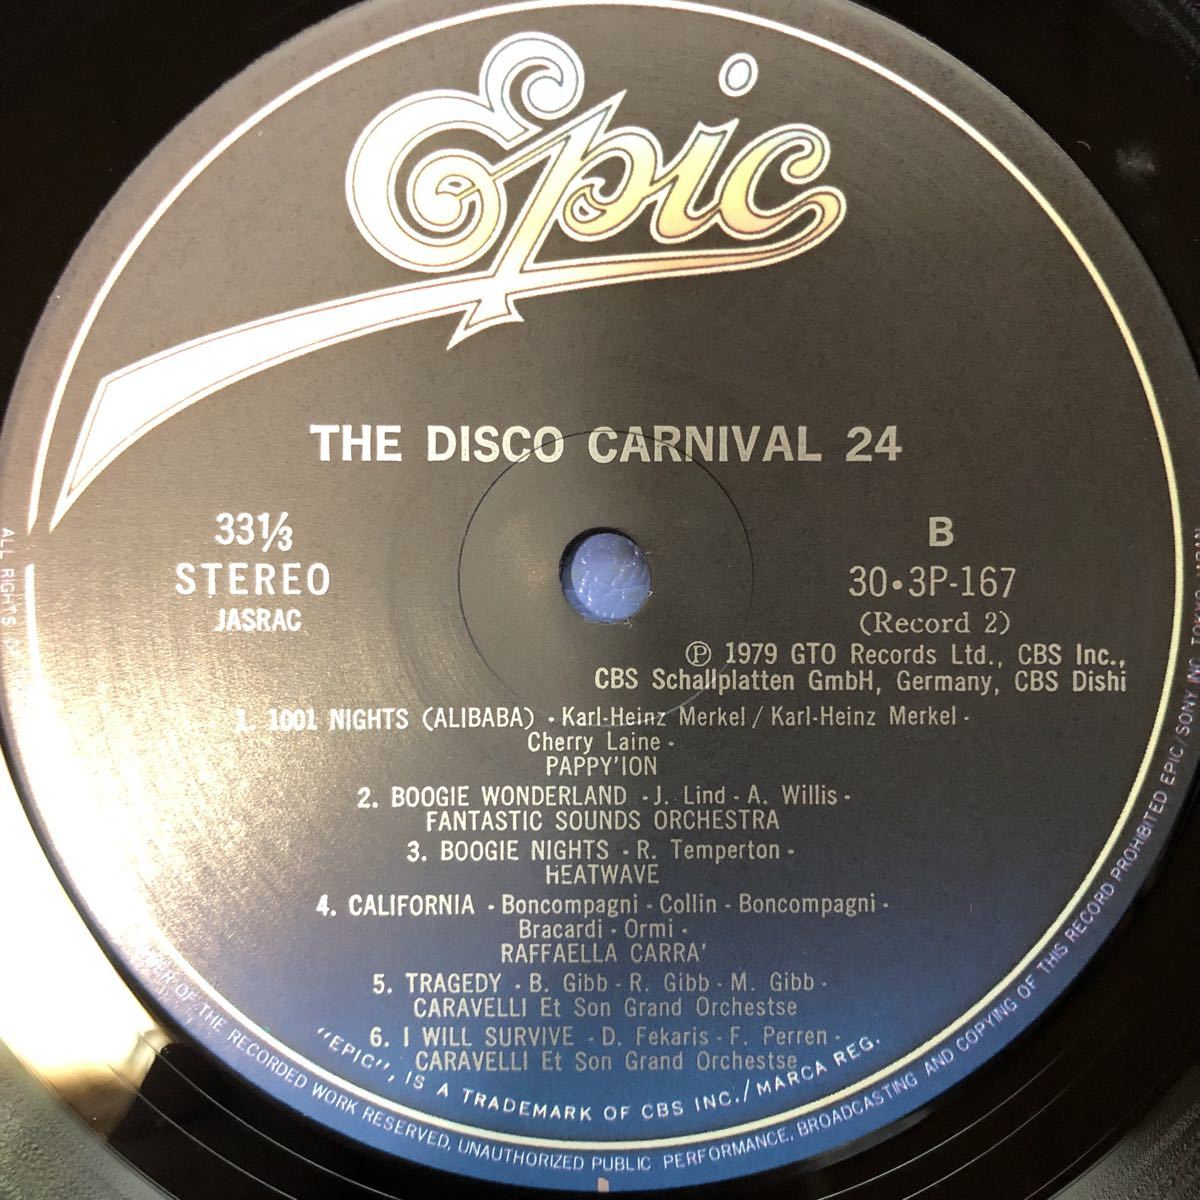 Epic
THE DISCO CARNIVAL 24
33⅓
STEREO
JASRAC
B
30・3P-167
(Record 2)
Ⓟ 1979 GTO Records Ltd., CBS Inc.,
CBS Schallplatten GmbH, Germany, CBS Dishi
1. 1001 NIGHTS (ALIBABA) · Karl-Heinz Merkel / Karl-Heinz Merkel ·
Cherry Laine ·
PAPPY'ION
2. BOOGIE WONDERLAND · J. Lind · A. Willis ·
FANTASTIC SOUNDS ORCHESTRA
3. BOOGIE NIGHTS · R. Temperton ·
HEATWAVE
4. CALIFORNIA · Boncompagni · Collin · Boncompagni ·
Bracardi · Ormi ·
RAFFAELLA CARRA'
5. TRAGEDY · B. Gibb · R. Gibb · M. Gibb ·
CARAVELLI Et Son Grand Orchestse
6. I WILL SURVIVE · D. Fekaris · F. Perren ·
CARAVELLI Et Son Grand Orchestse
"EPIC", IS A TRADEMARK OF CBS INC./MARCA REG.
ALL RIGHTS OF THE RECORDED WORK RESERVED, UNAUTHORIZED PUBLIC PERFORMANCE, BROADCASTING AND COPYING OF THIS RECORD PROHIBITED EPIC/SONY INC.